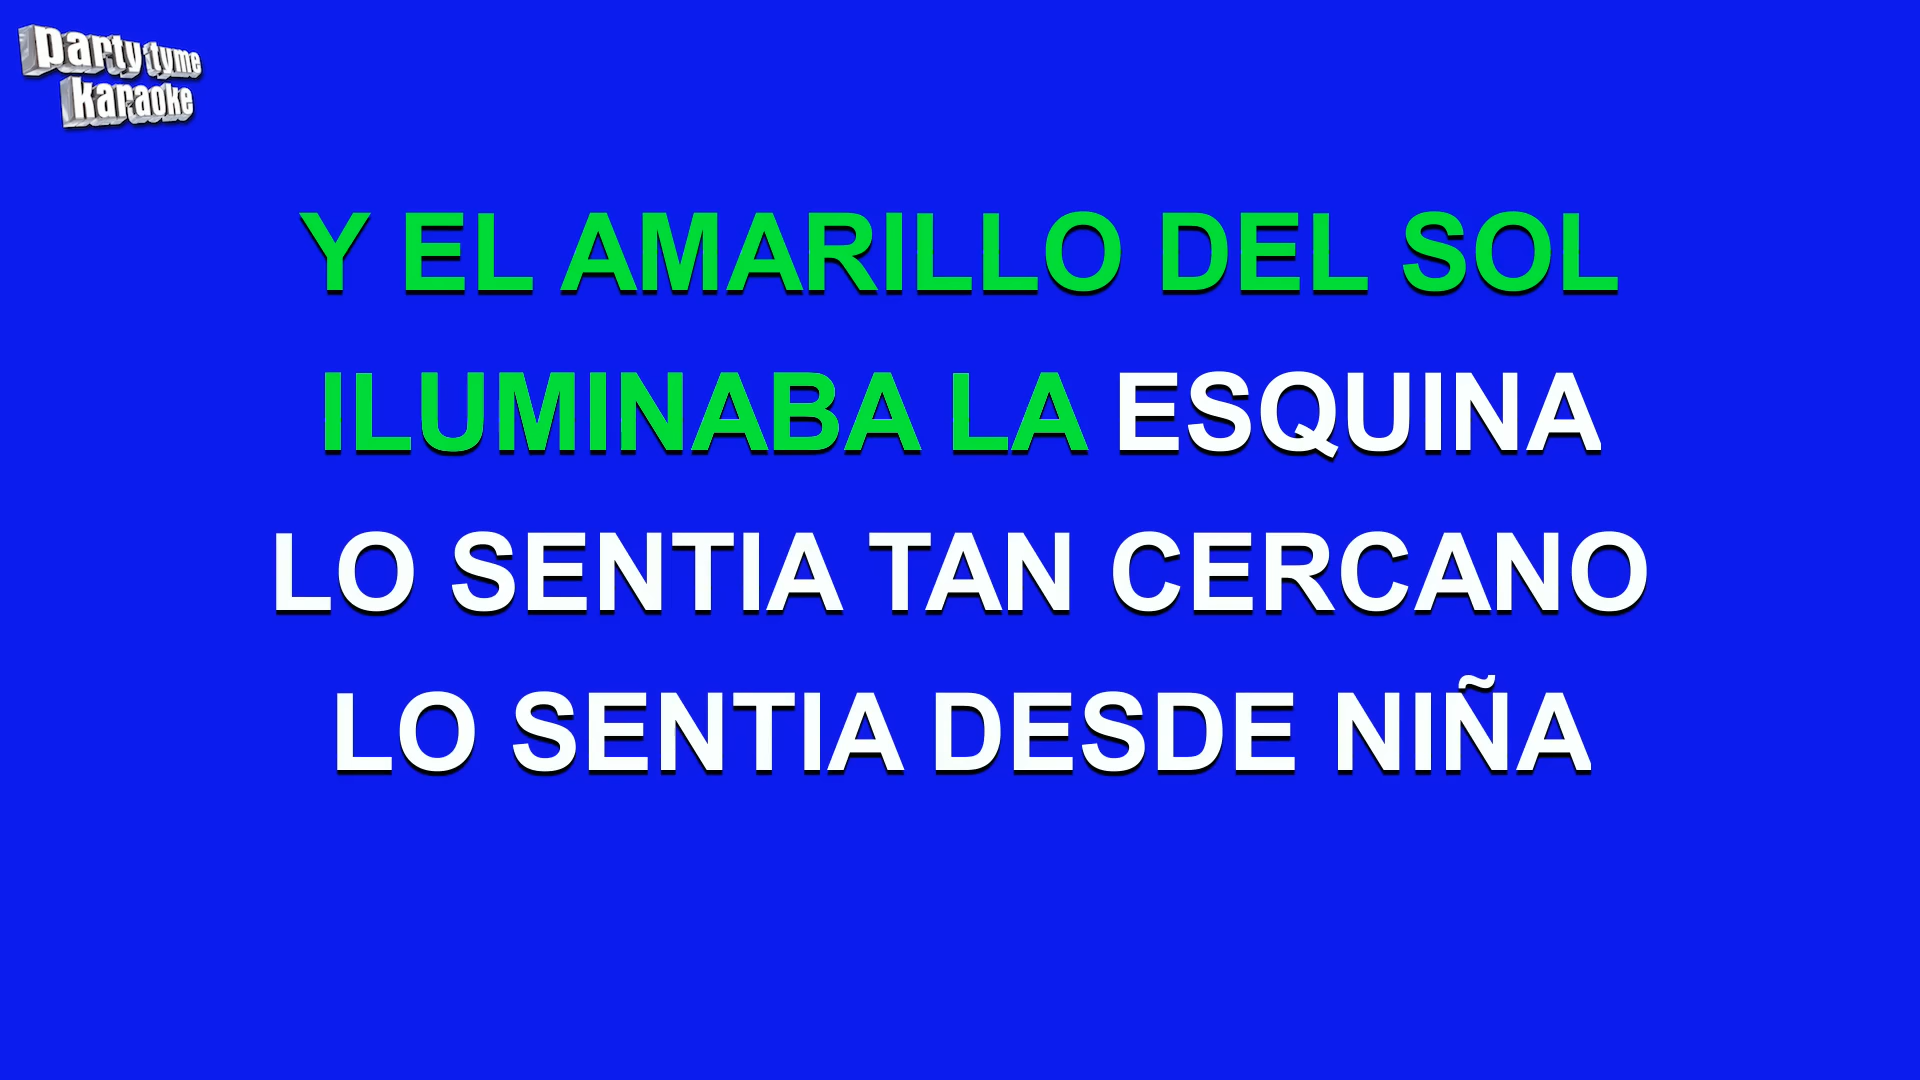 party tyme
karaoke
Y EL AMARILLO DEL SOL
ILUMINABA LA ESQUINA
LO SENTIA TAN CERCANO
LO SENTIA DESDE NIÑA